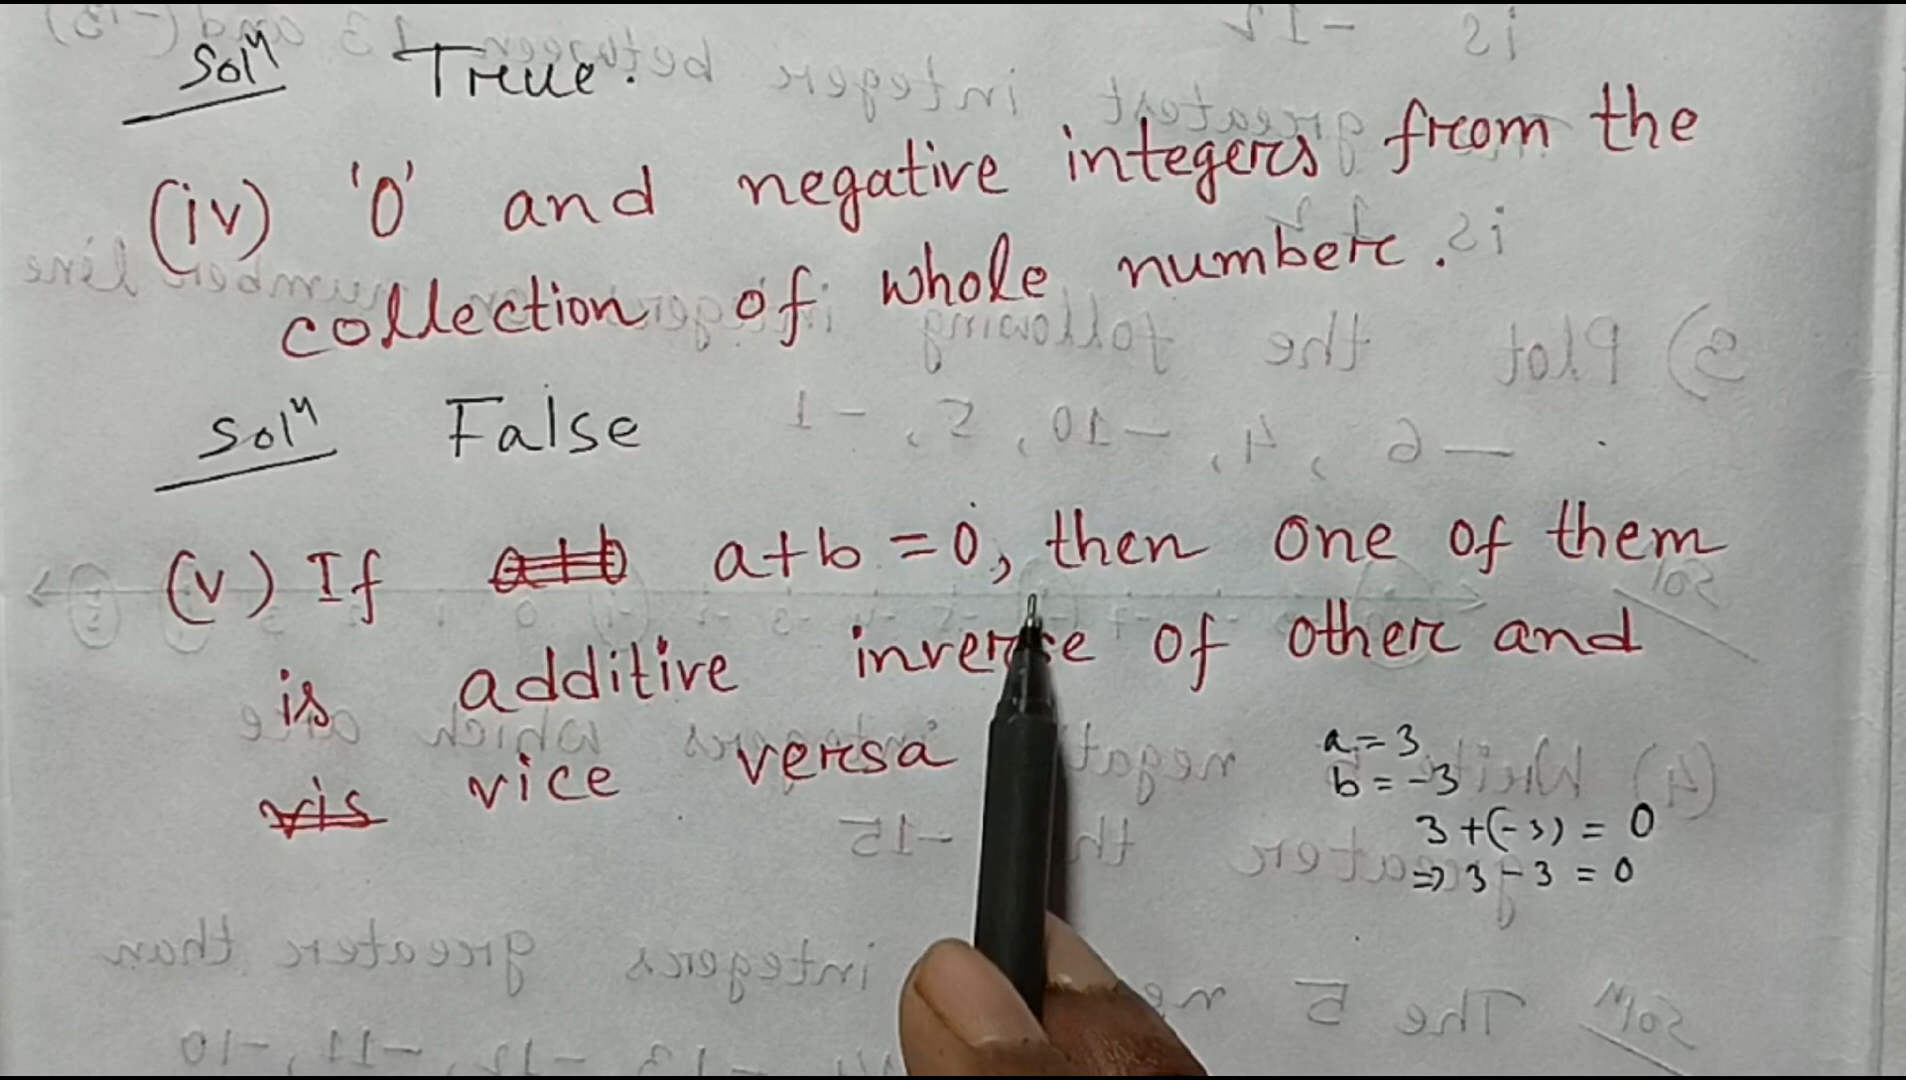 Solⁿ True.
(iv) '0' and negative integers from the
collection of whole number.
Solⁿ False
(v) If a+b a+b = 0, then one of them
is additive inverse of other and
vis vice versa
a = 3
b = -3
3 + (-3) = 0
⇒ 3 - 3 = 0